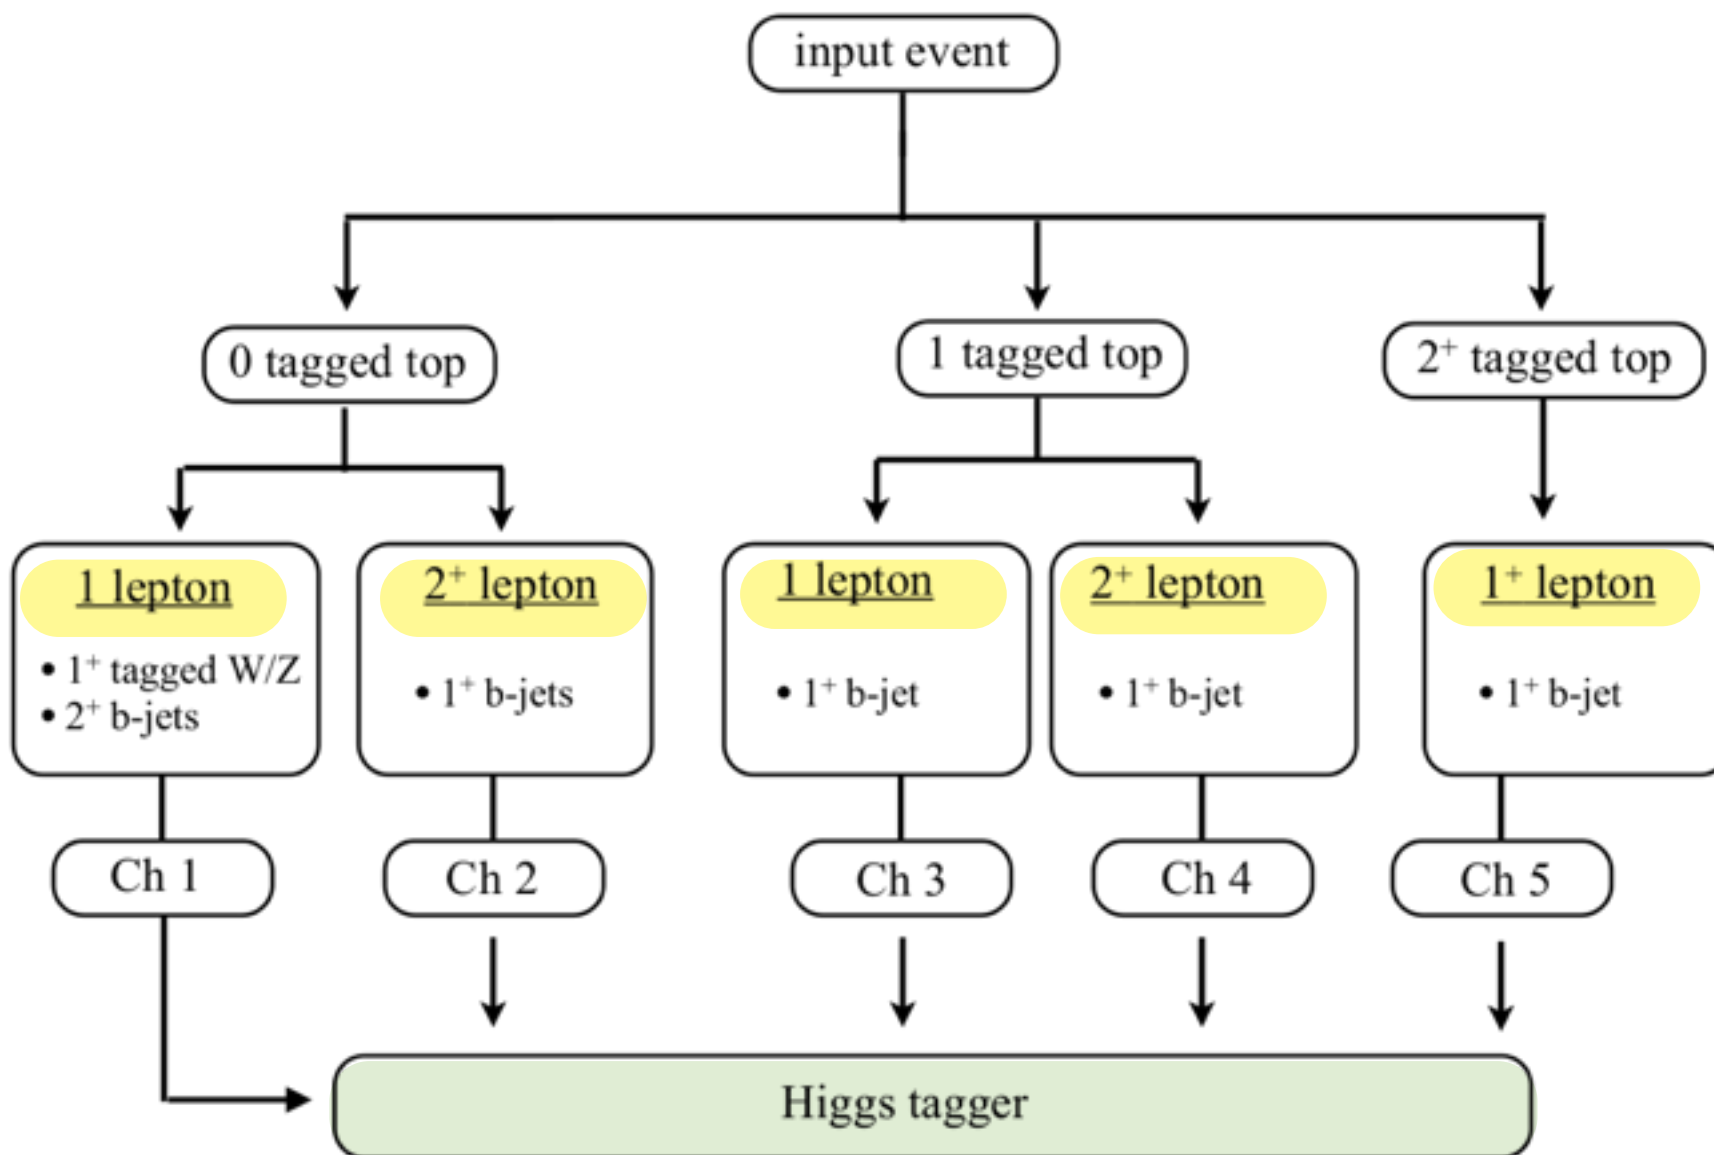 input event
0 tagged top
1 tagged top
2⁺ tagged top
1 lepton
• 1⁺ tagged W/Z
• 2⁺ b-jets
2⁺ lepton
• 1⁺ b-jets
1 lepton
• 1⁺ b-jet
2⁺ lepton
• 1⁺ b-jet
1⁺ lepton
• 1⁺ b-jet
Ch 1
Ch 2
Ch 3
Ch 4
Ch 5
Higgs tagger